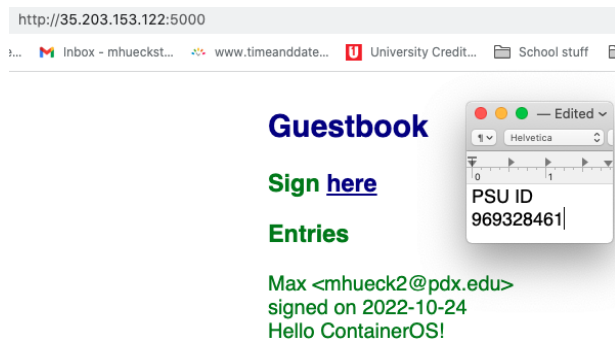 http://35.203.153.122:5000
Inbox - mhueckst... www.timeanddate... University Credit... School stuff
Guestbook
— Edited
Helvetica
0 1
PSU ID
969328461
Sign here
Entries
Max <mhueck2@pdx.edu>
signed on 2022-10-24
Hello ContainerOS!